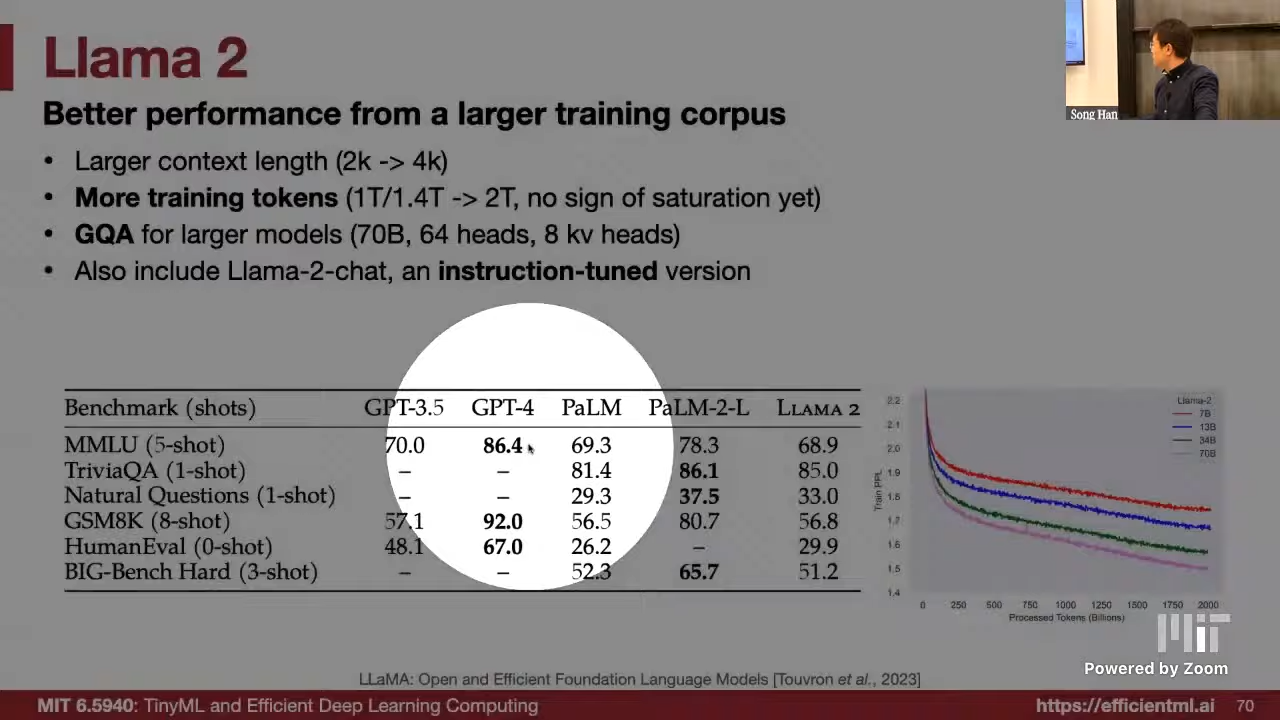 Llama 2
Song Han
Better performance from a larger training corpus
• Larger context length (2k -> 4k)
• More training tokens (1T/1.4T -> 2T, no sign of saturation yet)
• GQA for larger models (70B, 64 heads, 8 kv heads)
• Also include Llama-2-chat, an instruction-tuned version
Benchmark (shots) GPT-3.5 GPT-4 PaLM PaLM-2-L LLAMA 2
MMLU (5-shot) 70.0 86.4 69.3 78.3 68.9
TriviaQA (1-shot) – – 81.4 86.1 85.0
Natural Questions (1-shot) – – 29.3 37.5 33.0
GSM8K (8-shot) 57.1 92.0 56.5 80.7 56.8
HumanEval (0-shot) 48.1 67.0 26.2 – 29.9
BIG-Bench Hard (3-shot) – – 52.3 65.7 51.2
Llama-2
7B
13B
34B
70B
Train PPL
2.2
2.1
2.0
1.9
1.8
1.7
1.6
1.5
1.4
0 250 500 750 1000 1250 1500 1750 2000
Processed Tokens (Billions)
MIT
Powered by Zoom
LLaMA: Open and Efficient Foundation Language Models [Touvron et al., 2023]
MIT 6.5940: TinyML and Efficient Deep Learning Computing https://efficientml.ai 70